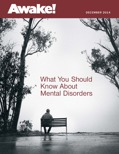 Awake!
DECEMBER 2014
What You Should
Know About
Mental Disorders